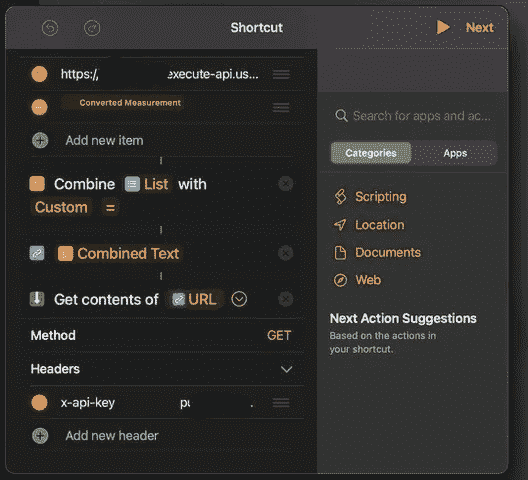 Shortcut
Next
https:/
execute-api.us...
Converted Measurement
Add new item
Combine List with
Custom =
Combined Text
Get contents of URL
Method GET
Headers
x-api-key
Add new header
Search for apps and ac...
Categories Apps
Scripting
Location
Documents
Web
Next Action Suggestions
Based on the actions in
your shortcut.